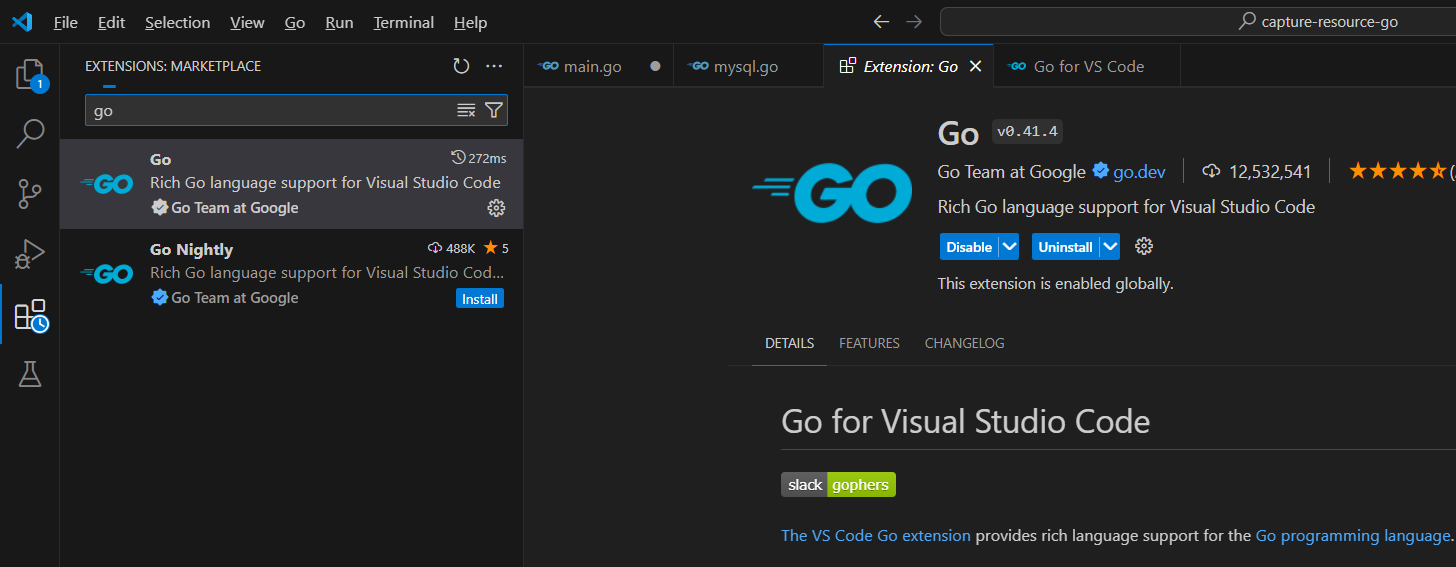 File Edit Selection View Go Run Terminal Help
capture-resource-go
1
EXTENSIONS: MARKETPLACE
go
GO
Go
272ms
Rich Go language support for Visual Studio Code
Go Team at Google
GO
Go Nightly
488K
5
Rich Go language support for Visual Studio Cod...
Go Team at Google
Install
GO main.go
GO mysql.go
Extension: Go
GO Go for VS Code
GO
Go v0.41.4
Go Team at Google go.dev 12,532,541 (
Rich Go language support for Visual Studio Code
Disable Uninstall
This extension is enabled globally.
DETAILS FEATURES CHANGELOG
Go for Visual Studio Code
slack gophers
The VS Code Go extension provides rich language support for the Go programming language.